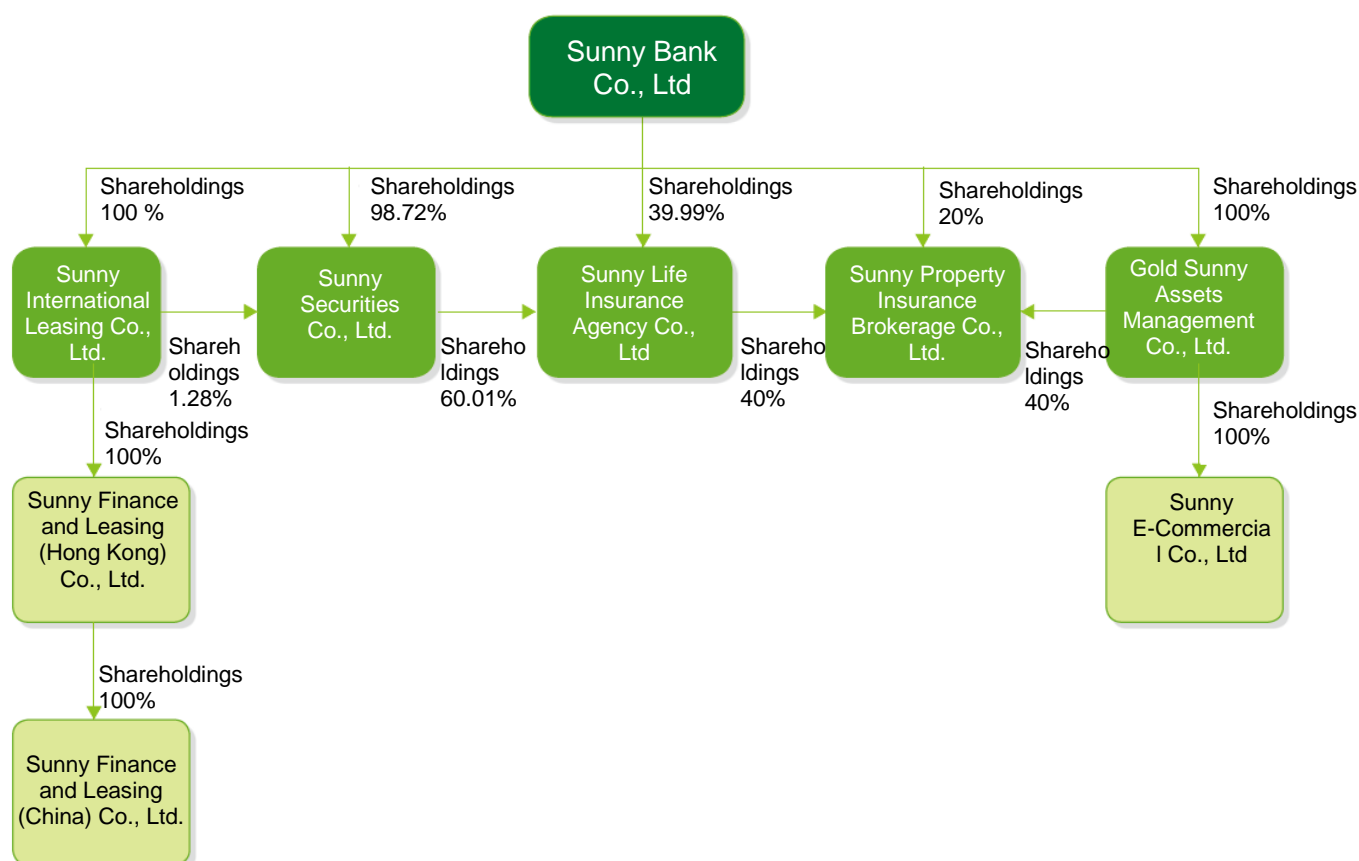 Sunny Bank
Co., Ltd
Shareholdings
100 %
Shareholdings
98.72%
Shareholdings
39.99%
Shareholdings
20%
Shareholdings
100%
Sunny
International
Leasing Co.,
Ltd.
Sunny
Securities
Co., Ltd.
Sunny Life
Insurance
Agency Co.,
Ltd
Sunny Property
Insurance
Brokerage Co.,
Ltd.
Gold Sunny
Assets
Management
Co., Ltd.
Shareh
oldings
1.28%
Shareho
ldings
60.01%
Shareho
ldings
40%
Shareho
ldings
40%
Shareholdings
100%
Shareholdings
100%
Sunny Finance
and Leasing
(Hong Kong)
Co., Ltd.
Sunny
E-Commercia
l Co., Ltd
Shareholdings
100%
Sunny Finance
and Leasing
(China) Co., Ltd.